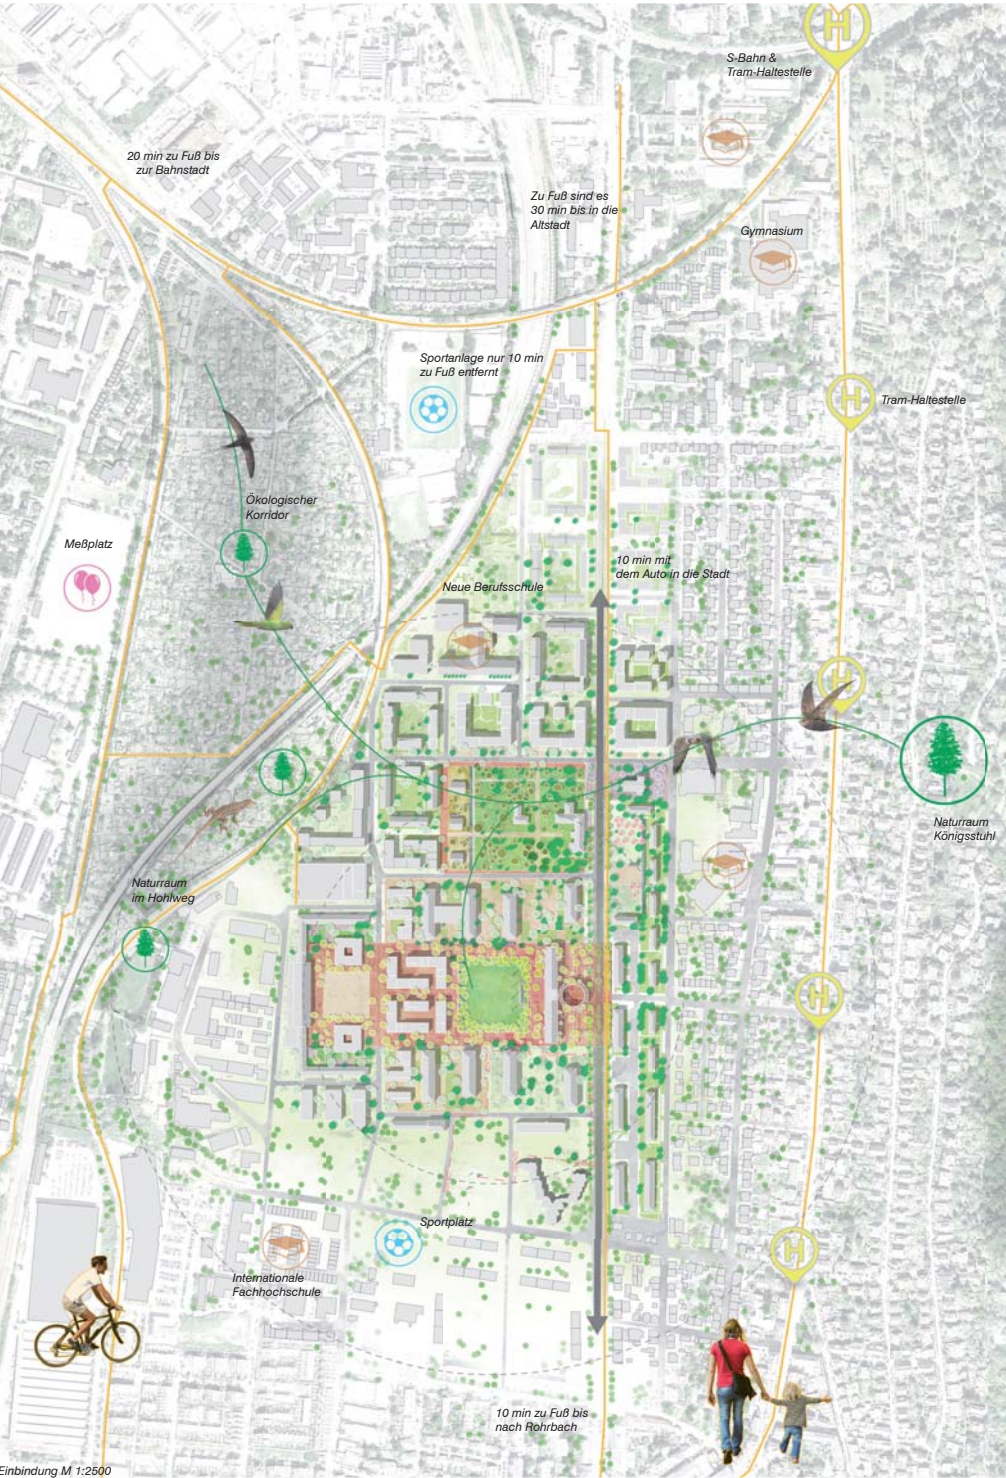 H
S-Bahn &
Tram-Haltestelle
20 min zu Fuß bis
zur Bahnstadt
Zu Fuß sind es
30 min bis in die
Altstadt
Gymnasium
Sportanlage nur 10 min
zu Fuß entfernt
H
Tram-Haltestelle
Ökologischer
Korridor
Meßplatz
10 min mit
dem Auto in die Stadt
Neue Berufsschule
H
Naturraum
Königsstuhl
Naturraum
im Hohlweg
H
Sportplatz
H
Internationale
Fachhochschule
10 min zu Fuß bis
nach Rohrbach
Einbindung M 1:2500